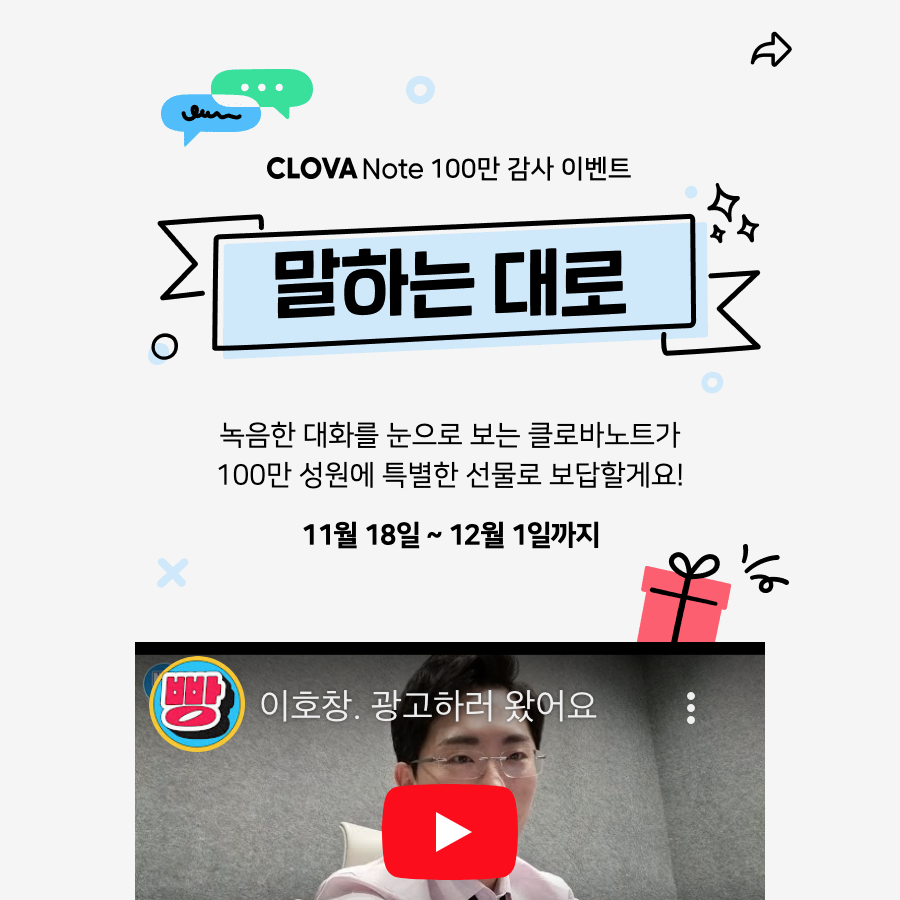 CLOVA Note 100만 감사 이벤트
말하는 대로
녹음한 대화를 눈으로 보는 클로바노트가
100만 성원에 특별한 선물로 보답할게요!
11월 18일 ~ 12월 1일까지
빵
이호창. 광고하러 왔어요